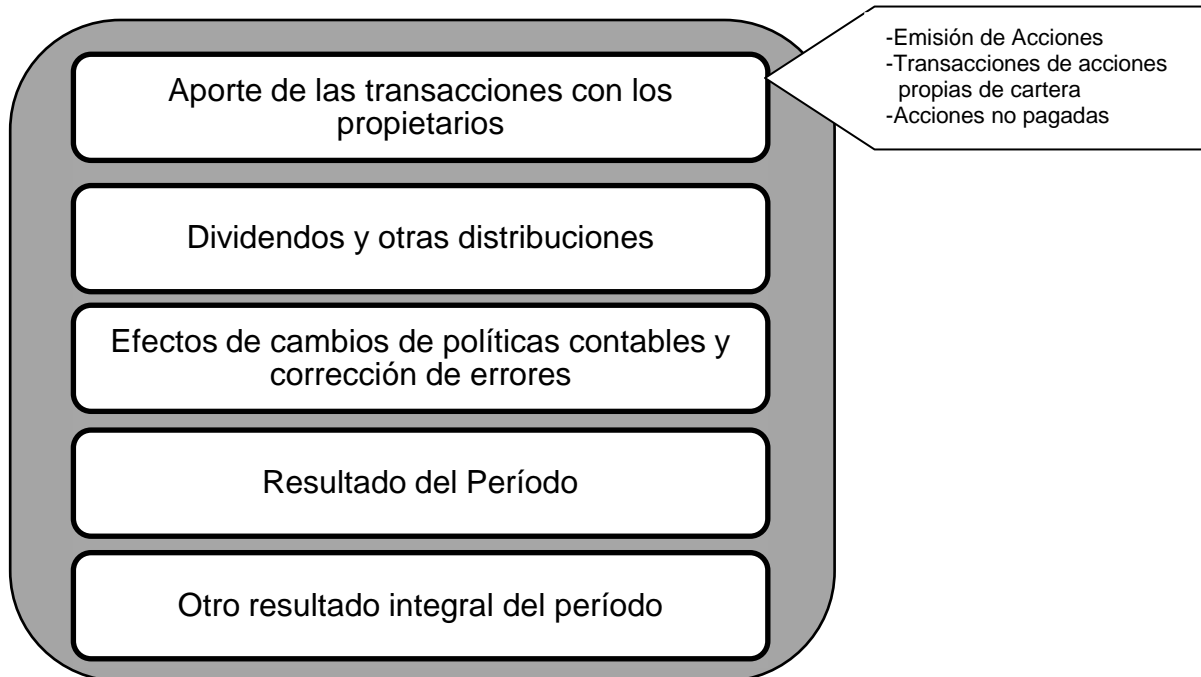 Aporte de las transacciones con los
propietarios
Dividendos y otras distribuciones
Efectos de cambios de políticas contables y
corrección de errores
Resultado del Período
Otro resultado integral del período
-Emisión de Acciones
-Transacciones de acciones
propias de cartera
-Acciones no pagadas